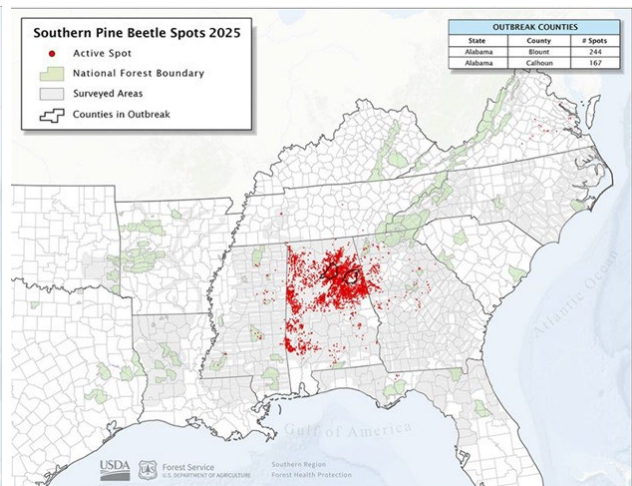 Southern Pine Beetle Spots 2025
Active Spot
National Forest Boundary
Surveyed Areas
Counties in Outbreak
OUTBREAK COUNTIES
State County # Spots
Alabama Blount 244
Alabama Calhoun 167
Atlantic Ocean
Gulf of America
USDA
Forest Service
U.S. DEPARTMENT OF AGRICULTURE
Southern Region
Forest Health Protection